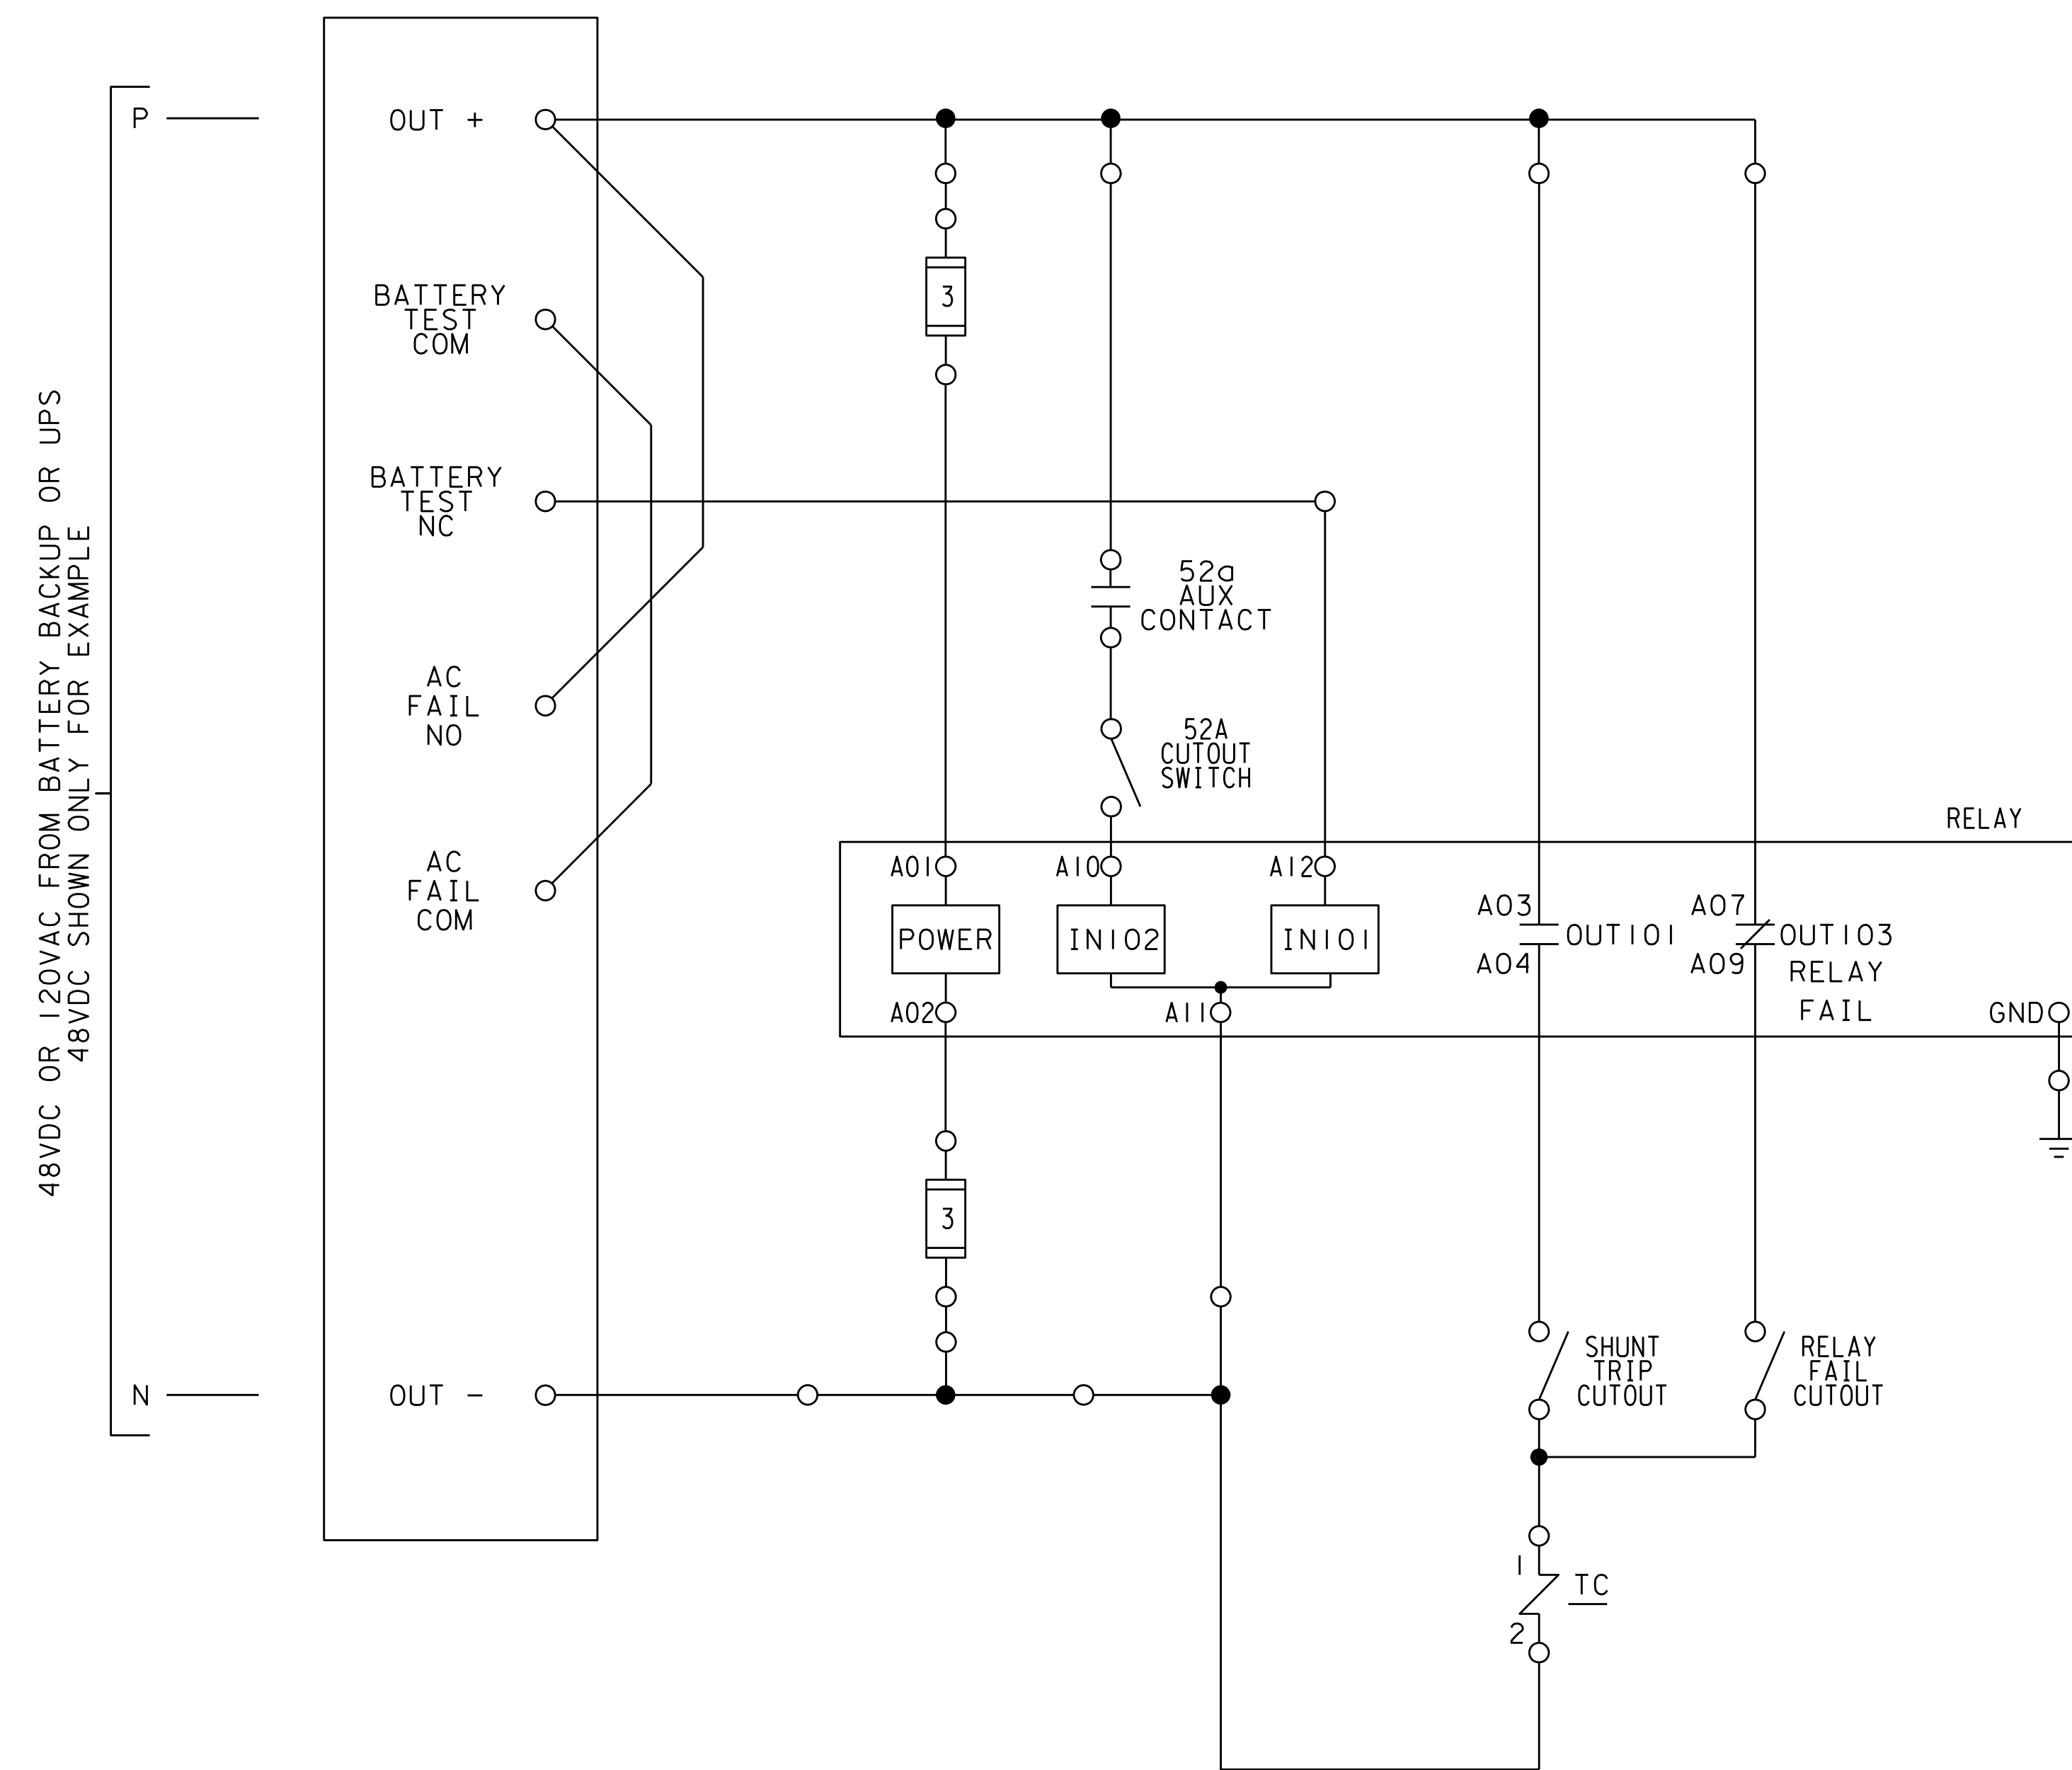 P
OUT +
BATTERY
TEST
COM
BATTERY
TEST
NC
AC
FAIL
NO
AC
FAIL
COM
N
OUT -
48VDC OR 120VAC FROM BATTERY BACKUP OR UPS
48VDC SHOWN ONLY FOR EXAMPLE
3
52a
AUX
CONTACT
52A
CUTOUT
SWITCH
RELAY
A01
A10
A12
POWER
IN102
IN101
A02
A11
A03
OUT101
A04
A07
OUT103
A09
RELAY
FAIL
GND
3
SHUNT
TRIP
CUTOUT
RELAY
FAIL
CUTOUT
1
TC
2